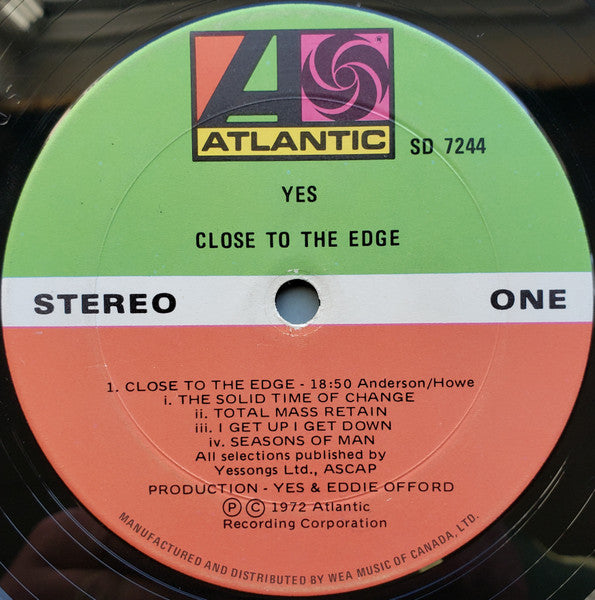 ATLANTIC
®
SD 7244
YES
CLOSE TO THE EDGE
STEREO
ONE
1. CLOSE TO THE EDGE - 18:50 Anderson/Howe
i. THE SOLID TIME OF CHANGE
ii. TOTAL MASS RETAIN
iii. I GET UP I GET DOWN
iv. SEASONS OF MAN
All selections published by
Yessongs Ltd., ASCAP
PRODUCTION - YES & EDDIE OFFORD
Ⓟ Ⓒ 1972 Atlantic
Recording Corporation
MANUFACTURED AND DISTRIBUTED BY WEA MUSIC OF CANADA, LTD.